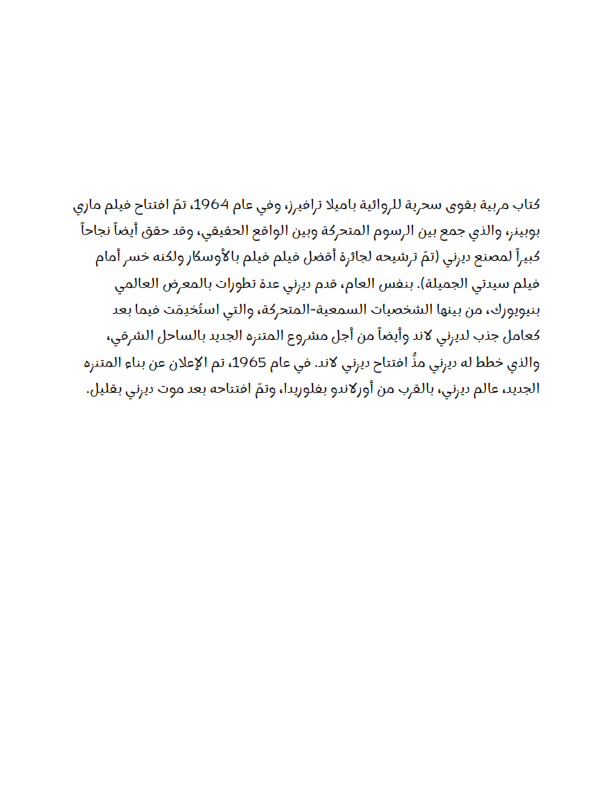 كتاب مربية بقوى سحرية للروائية باميلا ترافيرز، وفي عام 1964، تمّ افتتاح فيلم ماري
بوبينز، والذي جمع بين الرسوم المتحركة وبين الواقع الحقيقي، وقد حقق أيضاً نجاحاً
كبيراً لمصنع ديزني (تمّ ترشيحه لجائزة أفضل فيلم فيلم بالأوسكار ولكنه خسر أمام
فيلم سيدتي الجميلة). بنفس العام، قدم ديزني عدة تطورات بالمعرض العالمي
بنيويورك، من بينها الشخصيات السمعية-المتحركة، والتي استُخدِمَت فيما بعد
كعامل جذب لديزني لاند وأيضاً من أجل مشروع المتنزه الجديد بالساحل الشرقي،
والذي خطط له ديزني مذُّ افتتاح ديزني لاند. في عام 1965، تم الإعلان عن بناء المتنزه
الجديد، عالم ديزني، بالقرب من أورلاندو بفلوريدا، وتمّ افتتاحه بعد موت ديزني بقليل.